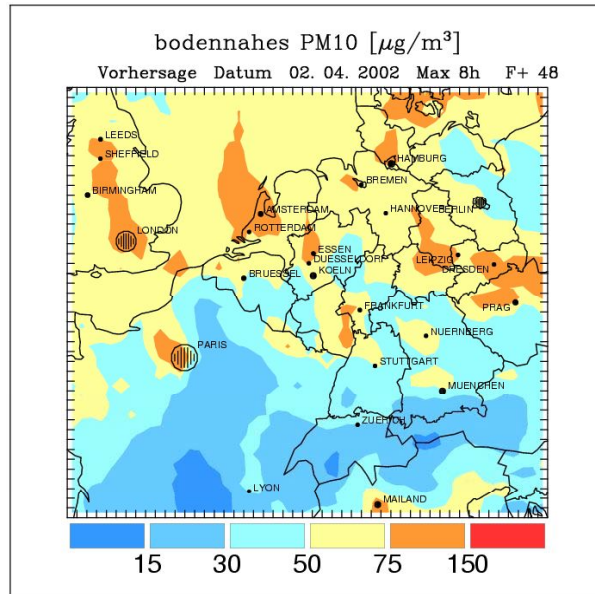 bodennahes PM10 [μg/m³]
Vorhersage Datum 02. 04. 2002 Max 8h F+ 48
LEEDS
SHEFFIELD
HAMBURG
BIRMINGHAM
BREMEN
AMSTERDAM
HANNOVER
BERLIN
LONDON
ROTTERDAM
ESSEN
DUESSELDORF
LEIPZIG
DRESDEN
BRUESSEL
KOELN
FRANKFURT
PRAG
PARIS
NUERNBERG
STUTTGART
MUENCHEN
ZUERICH
LYON
MAILAND
15 30 50 75 150